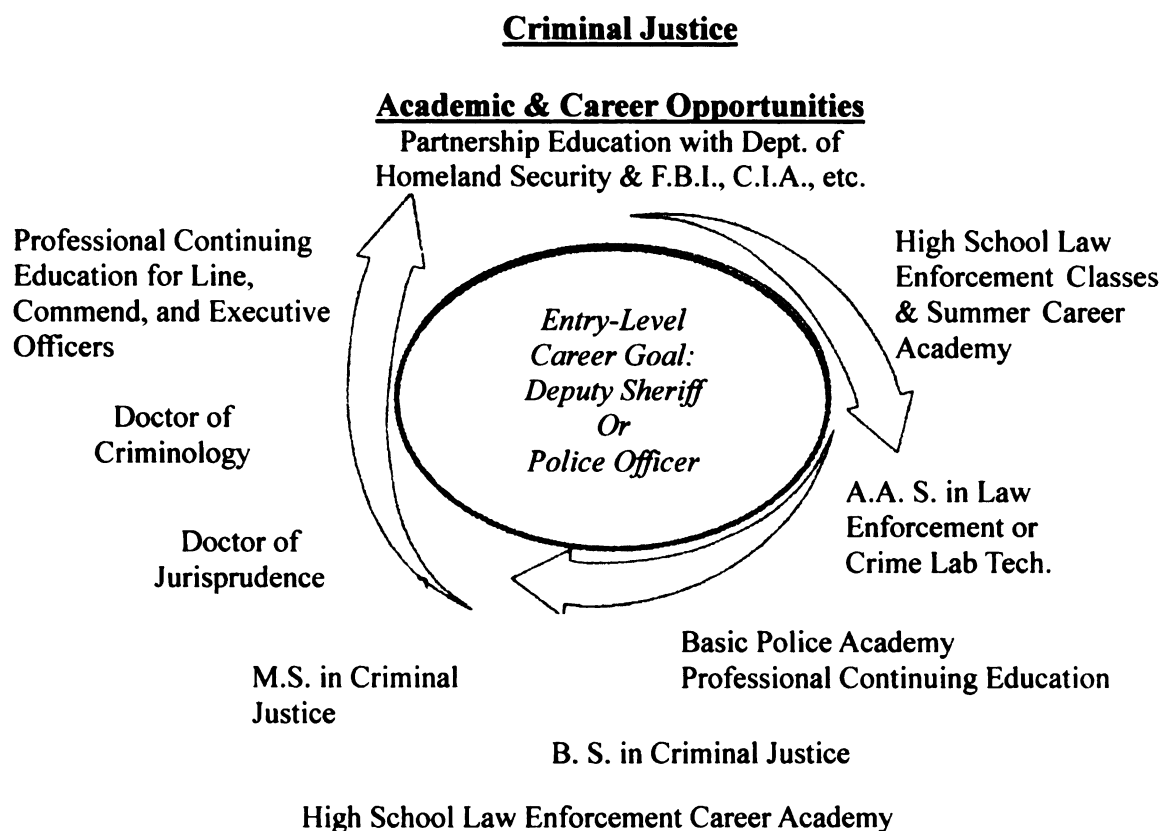 Criminal Justice
Academic & Career Opportunities
Partnership Education with Dept. of
Homeland Security & F.B.I., C.I.A., etc.
High School Law
Enforcement Classes
& Summer Career
Academy
A.A. S. in Law
Enforcement or
Crime Lab Tech.
Basic Police Academy
Professional Continuing Education
B. S. in Criminal Justice
M.S. in Criminal
Justice
Doctor of
Jurisprudence
Doctor of
Criminology
Professional Continuing
Education for Line,
Commend, and Executive
Officers
Entry-Level
Career Goal:
Deputy Sheriff
Or
Police Officer
High School Law Enforcement Career Academy